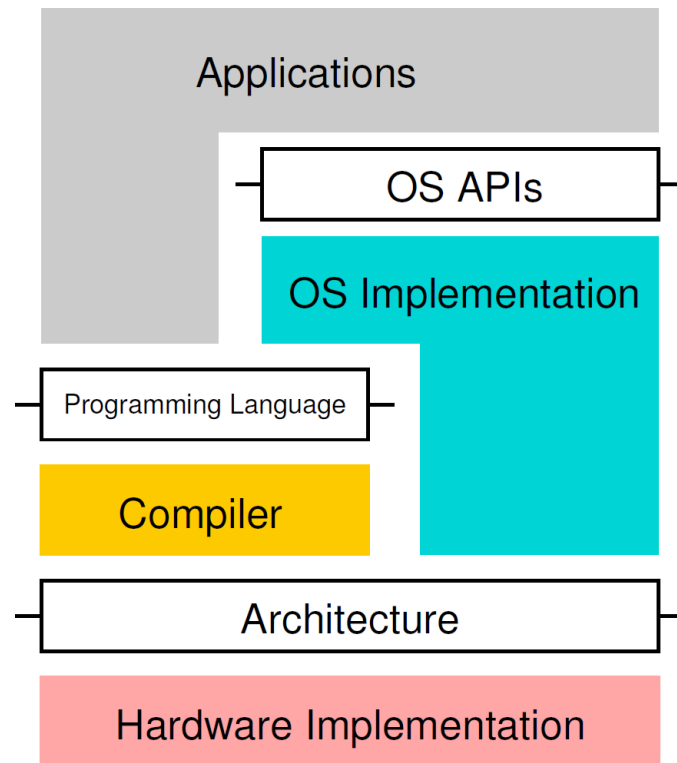 Applications
OS APIs
OS Implementation
Programming Language
Compiler
Architecture
Hardware Implementation